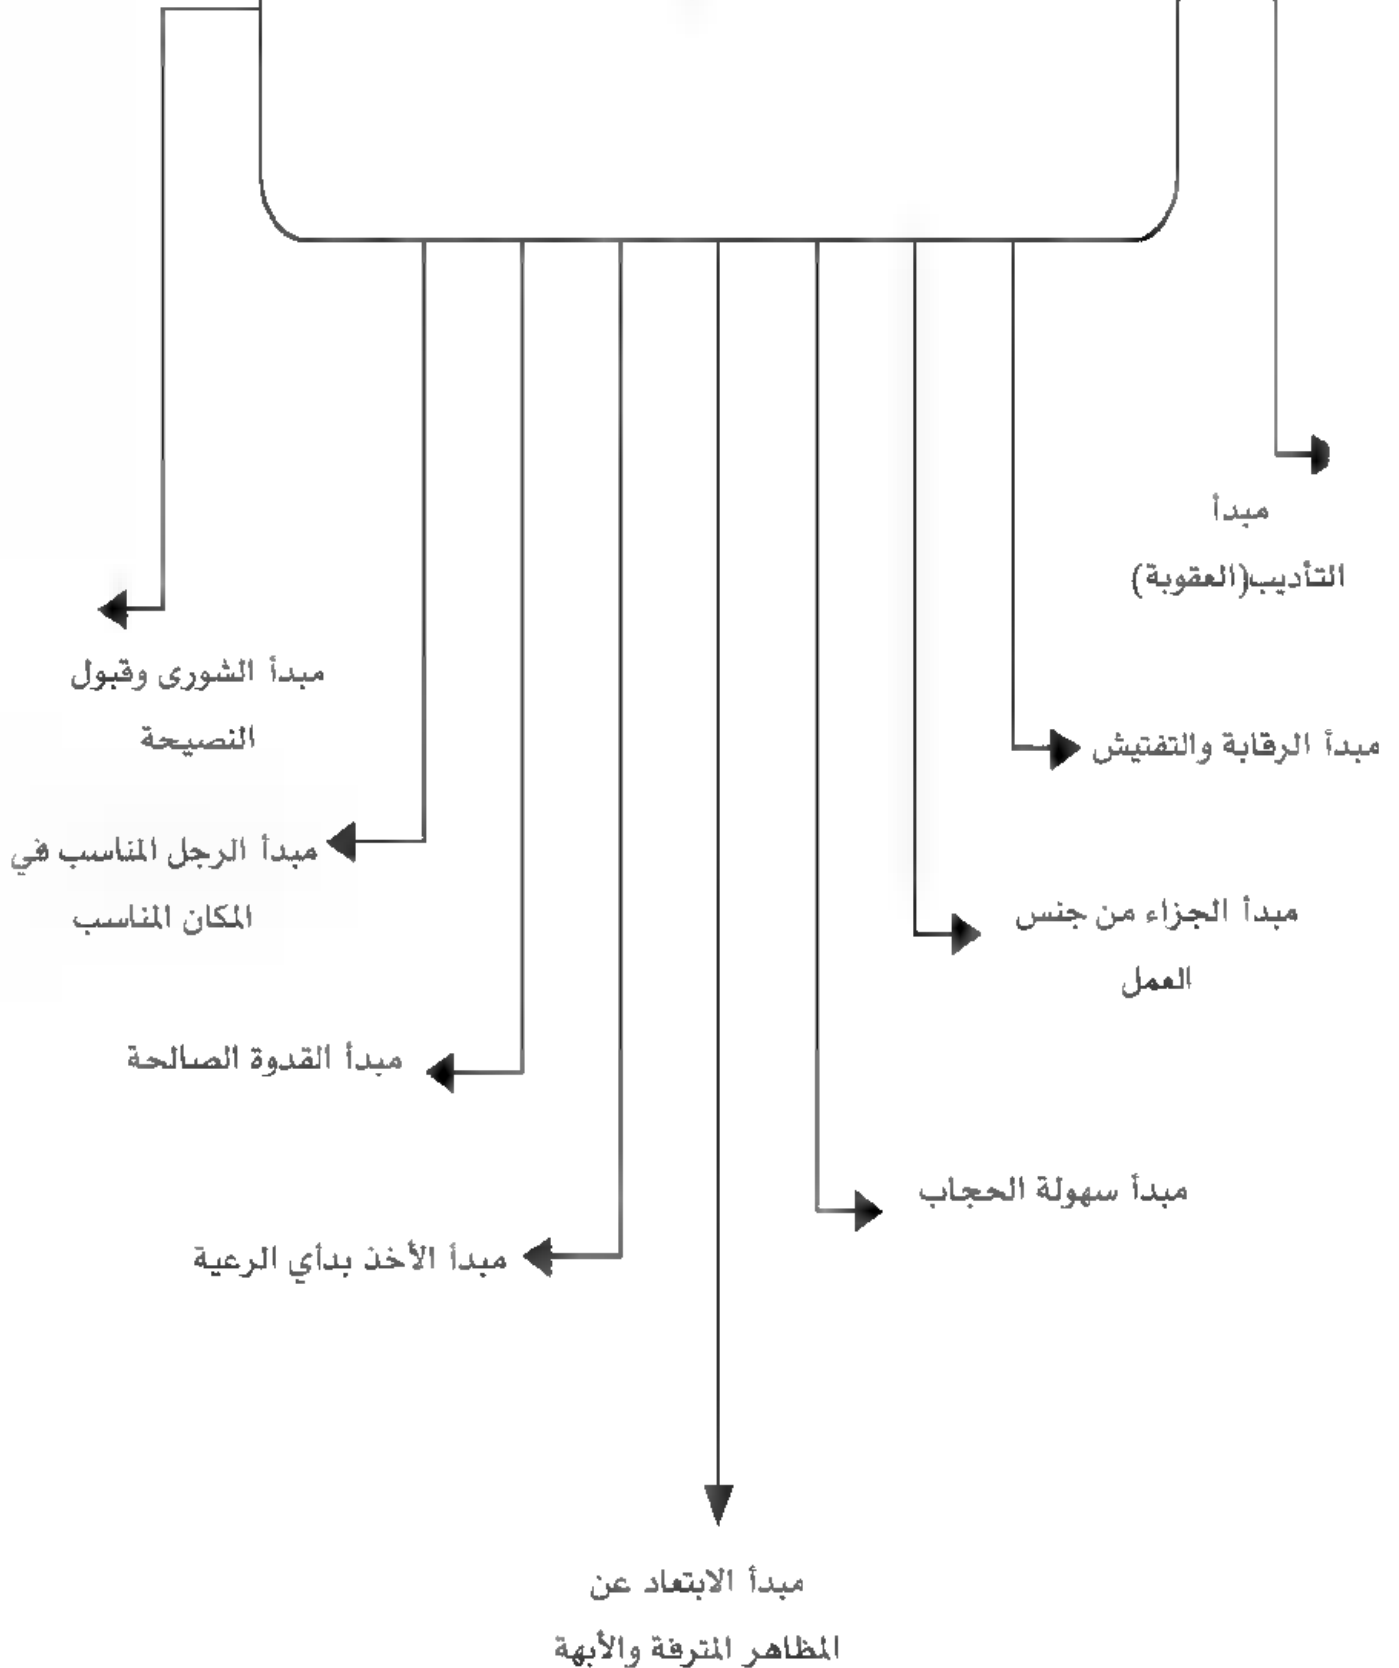 مبدأ
التأديب(العقوبة)
مبدأ الشورى وقبول
النصيحة
مبدأ الرقابة والتفتيش
مبدأ الرجل المناسب في
المكان المناسب
مبدأ الجزاء من جنس
العمل
مبدأ القدوة الصالحة
مبدأ سهولة الحجاب
مبدأ الأخذ بدأي الرعية
مبدأ الابتعاد عن
المظاهر المترفة والأبهة